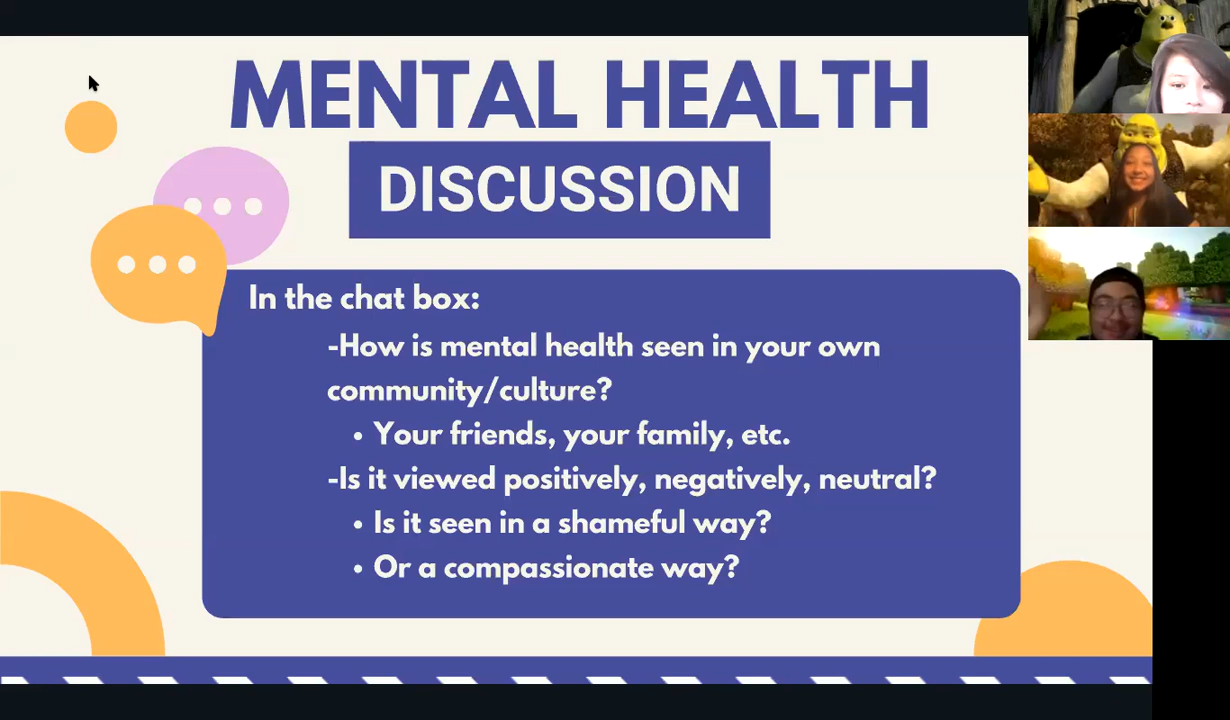 MENTAL HEALTH
DISCUSSION
In the chat box:
-How is mental health seen in your own
community/culture?
• Your friends, your family, etc.
-Is it viewed positively, negatively, neutral?
• Is it seen in a shameful way?
• Or a compassionate way?